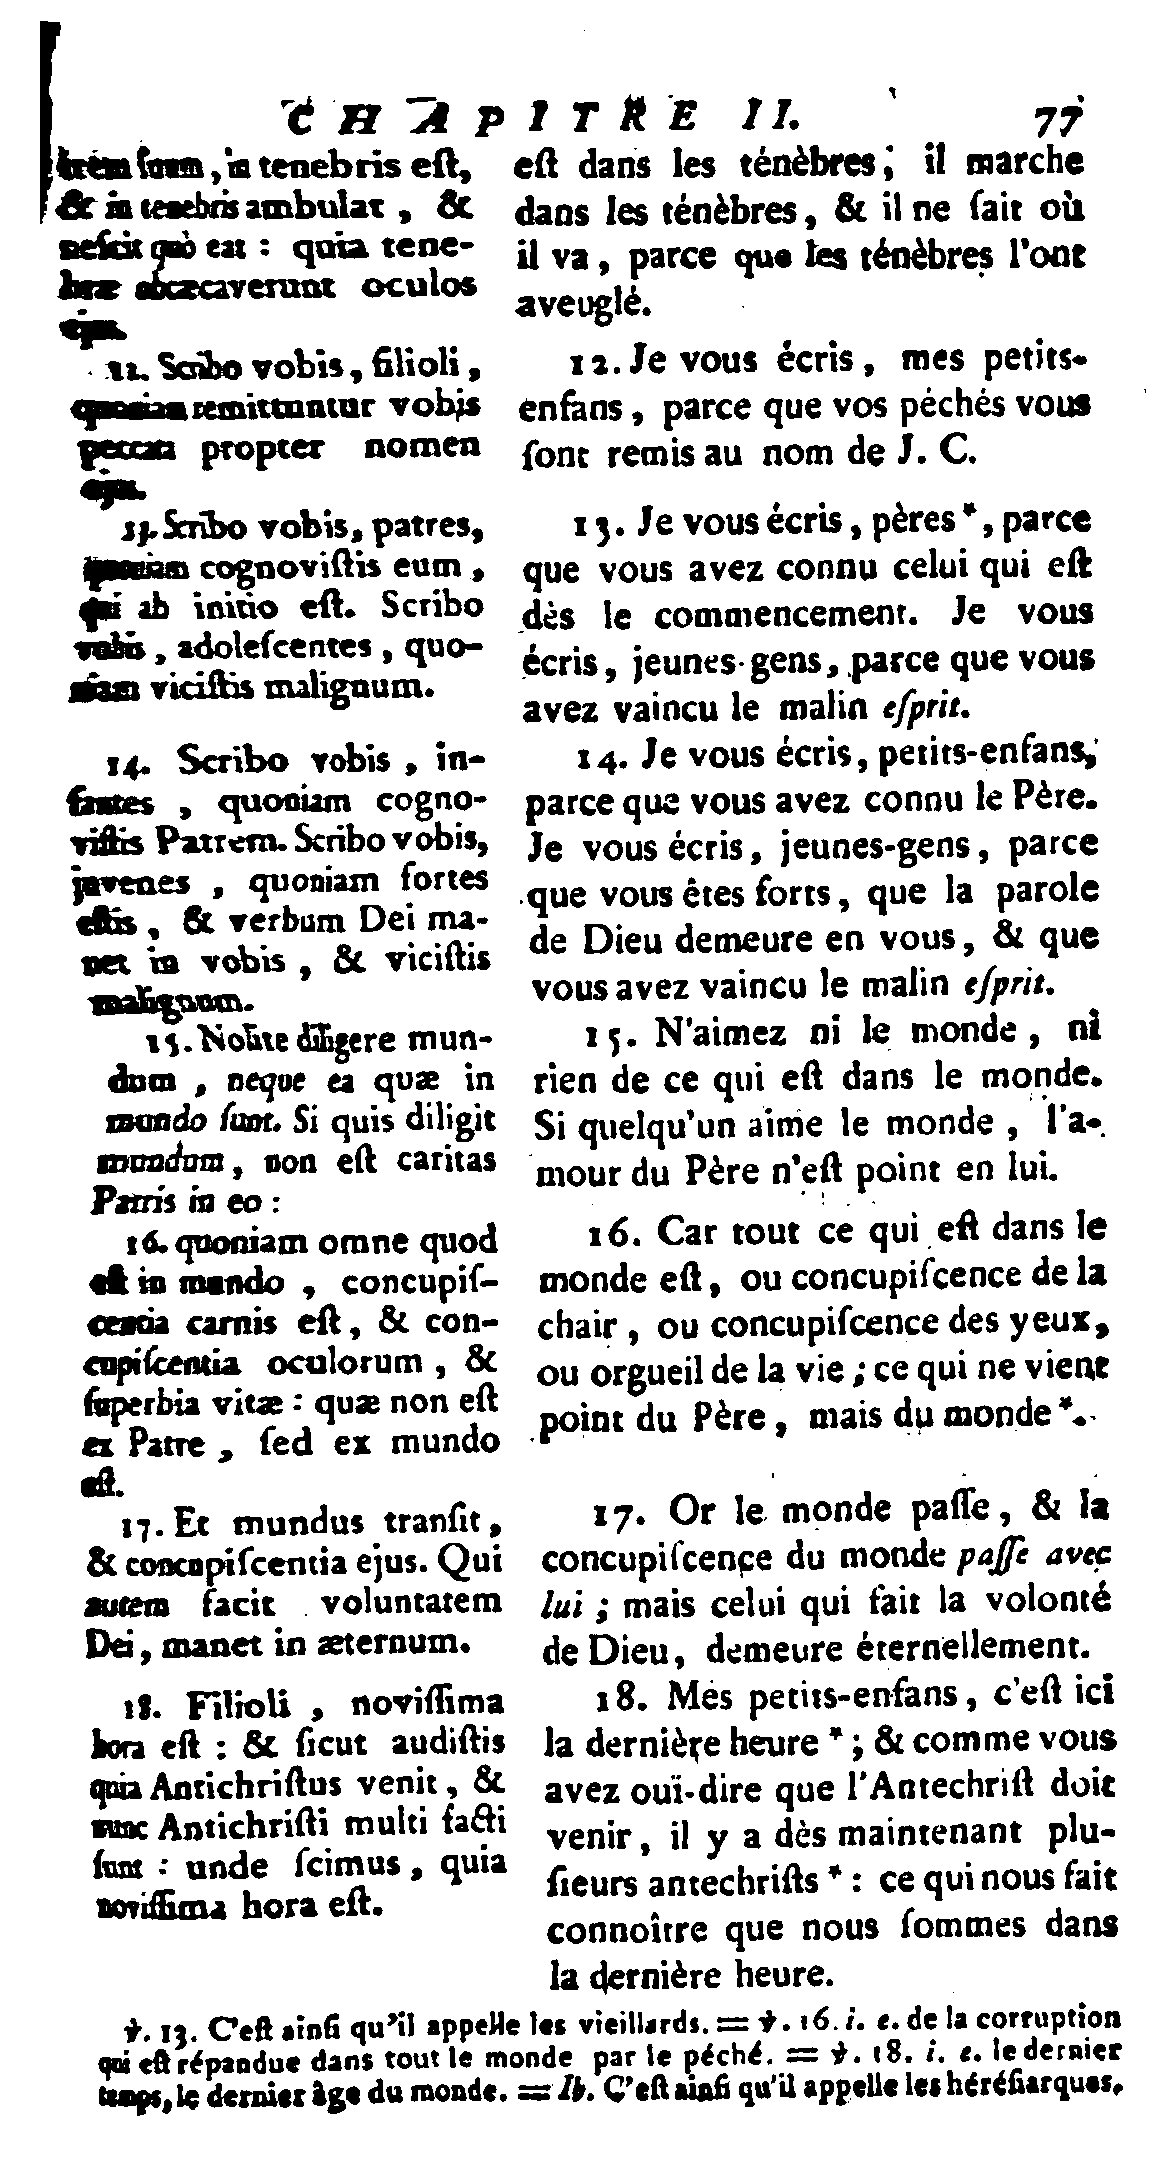 CHAPITRE II. 77
trem suum, in tenebris eſt,
& in tenebris ambulat, &
neſcit quò eat : quia tene-
bræ obcæcaverunt oculos
ejus.
12. Scribo vobis, filioli,
quoniam remittuntur vobis
peccata propter nomen
ejus.
13. Scribo vobis, patres,
quoniam cognoviſtis eum,
qui ab initio eſt. Scribo
vobis, adoleſcentes, quo-
niam viciſtis malignum.
14. Scribo vobis, in-
fantes, quoniam cogno-
viſtis Patrem. Scribo vobis,
juvenes, quoniam fortes
eſtis, & verbum Dei ma-
net in vobis, & viciſtis
malignum.
15. Nolite diligere mun-
dum, neque ea quæ in
mundo ſunt. Si quis diligit
mundum, non eſt caritas
Patris in eo :
16. quoniam omne quod
eſt in mundo, concupiſ-
centia carnis eſt, & con-
cupiſcentia oculorum, &
ſuperbia vitæ : quæ non eſt
ex Patre, ſed ex mundo
eſt.
17. Et mundus tranſit,
& concupiſcentia ejus. Qui
autem facit voluntatem
Dei, manet in æternum.
18. Filioli, noviſſima
hora eſt : & ſicut audiſtis
quia Antichriſtus venit, &
nunc Antichriſti multi facti
ſunt : unde ſcimus, quia
noviſſima hora eſt.
eſt dans les ténèbres, il marche
dans les ténèbres, & il ne ſait où
il va, parce que les ténèbres l'ont
aveuglé.
12. Je vous écris, mes petits-
enfans, parce que vos péchés vous
ſont remis au nom de J. C.
13. Je vous écris, pères *, parce
que vous avez connu celui qui eſt
dès le commencement. Je vous
écris, jeunes-gens, parce que vous
avez vaincu le malin eſprit.
14. Je vous écris, petits-enfans,
parce que vous avez connu le Père.
Je vous écris, jeunes-gens, parce
que vous êtes forts, que la parole
de Dieu demeure en vous, & que
vous avez vaincu le malin eſprit.
15. N'aimez ni le monde, ni
rien de ce qui eſt dans le monde.
Si quelqu'un aime le monde, l'a-
mour du Père n'eſt point en lui.
16. Car tout ce qui eſt dans le
monde eſt, ou concupiſcence de la
chair, ou concupiſcence des yeux,
ou orgueil de la vie ; ce qui ne vient
point du Père, mais du monde *.
17. Or le monde paſſe, & la
concupiſcence du monde paſſe avec
lui ; mais celui qui fait la volonté
de Dieu, demeure éternellement.
18. Mes petits-enfans, c'eſt ici
la dernière heure * ; & comme vous
avez ouï-dire que l'Antechriſt doit
venir, il y a dès maintenant plu-
ſieurs antechriſts * : ce qui nous fait
connoître que nous ſommes dans
la dernière heure.
℣. 13. C'eſt ainſi qu'il appelle les vieillards. = ℣. 16. i. e. de la corruption
qui eſt répandue dans tout le monde par le péché. = ℣. 18. i. e. le dernier
temps, le dernier âge du monde. = Ib. C'eſt ainſi qu'il appelle les héréſiarques.